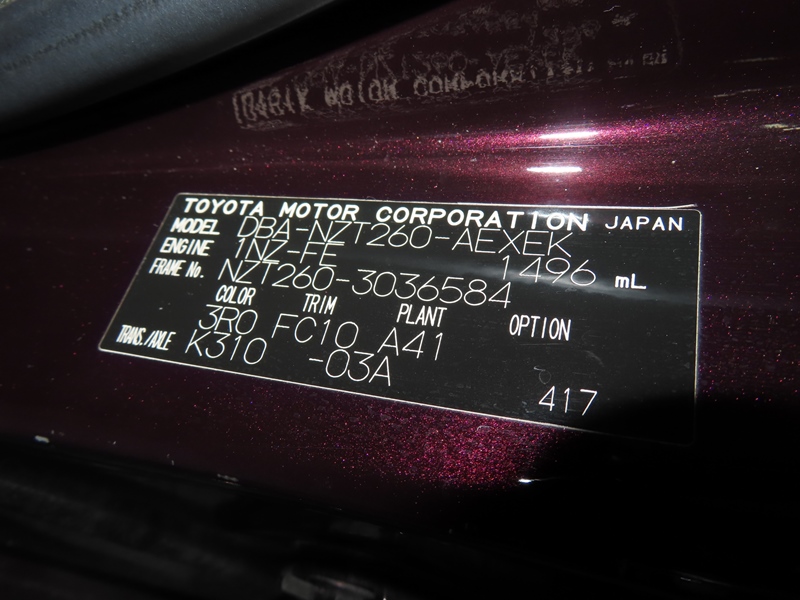 TOYOTA MOTOR CORPORATION JAPAN
MODEL DBA-NZT260-AEXEK
ENGINE 1NZ-FE 1496 mL
FRAME No. NZT260-3036584
COLOR TRIM PLANT OPTION
3R0 FC10 A41
TRANS./AXLE K310 -03A
417